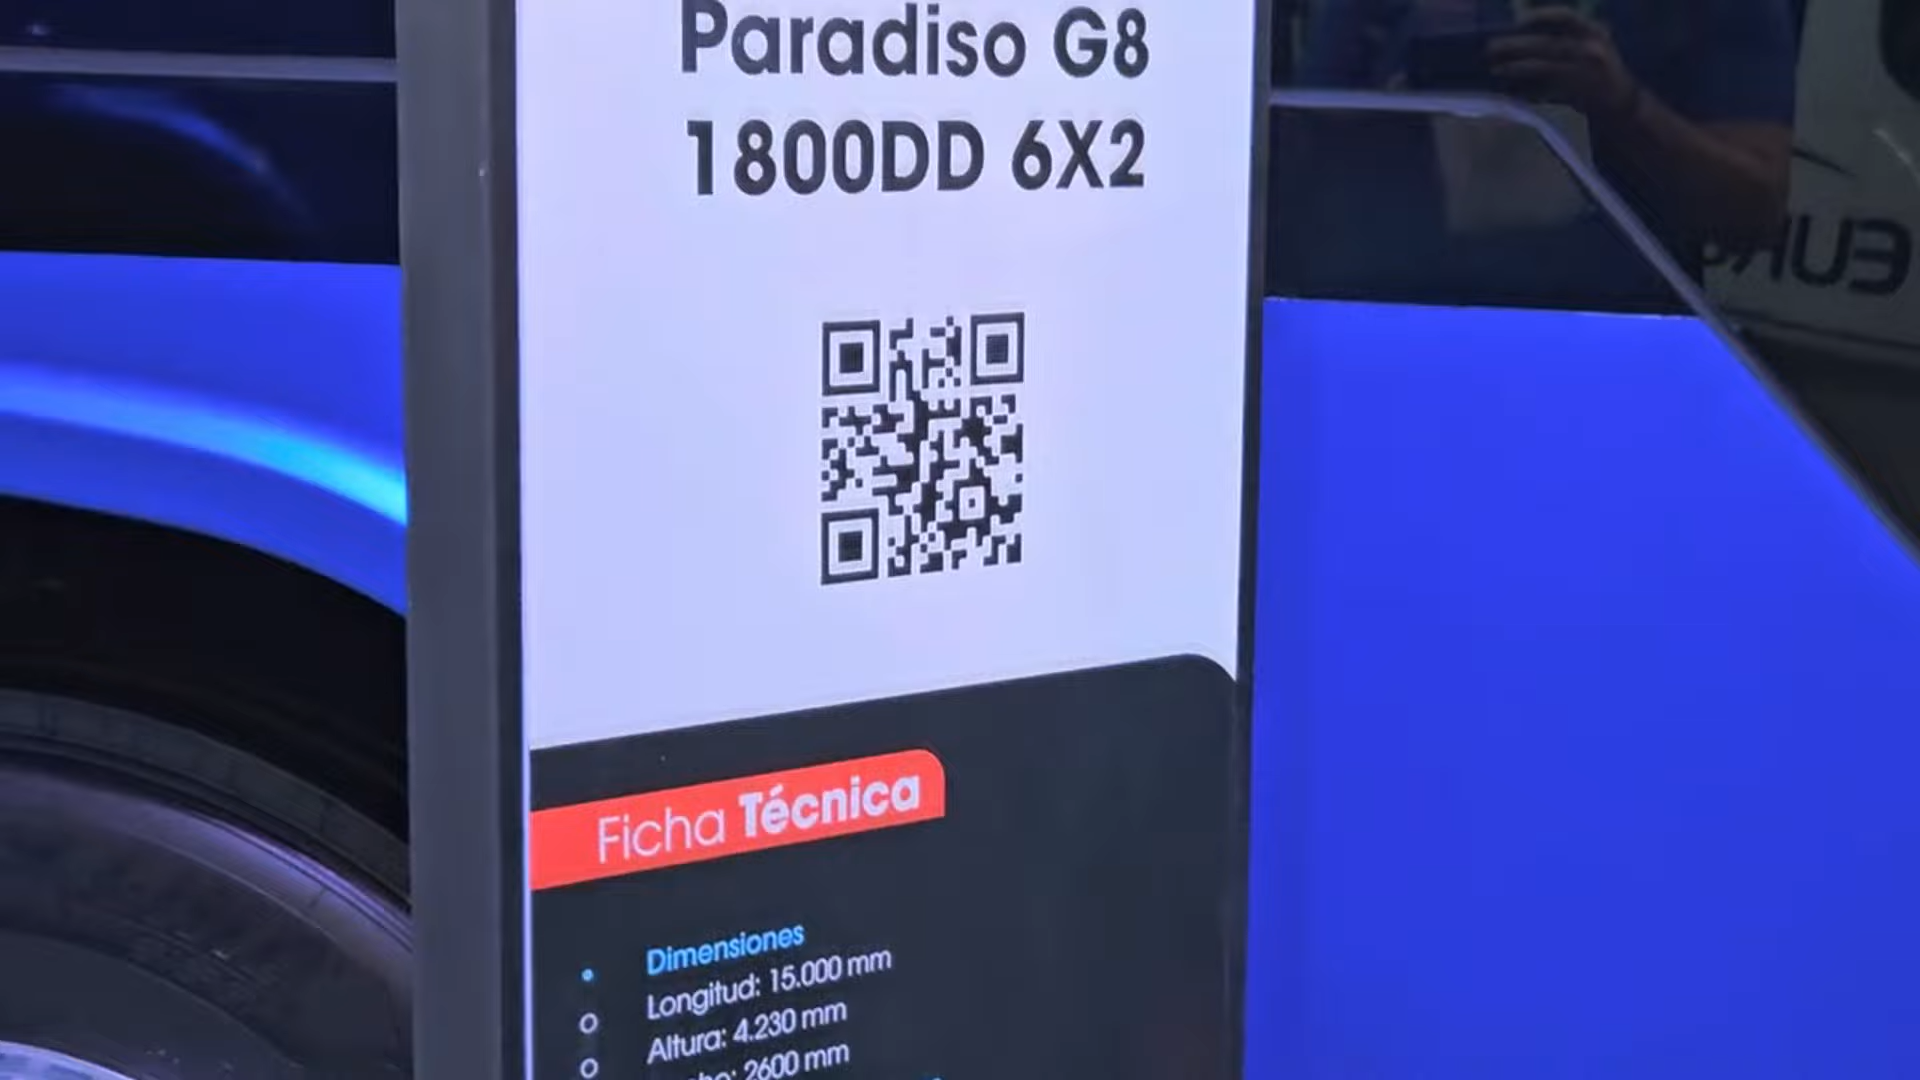 Paradiso G8
1800DD 6X2
Ficha Técnica
Dimensiones
Longitud: 15.000 mm
Altura: 4.230 mm
2600 mm